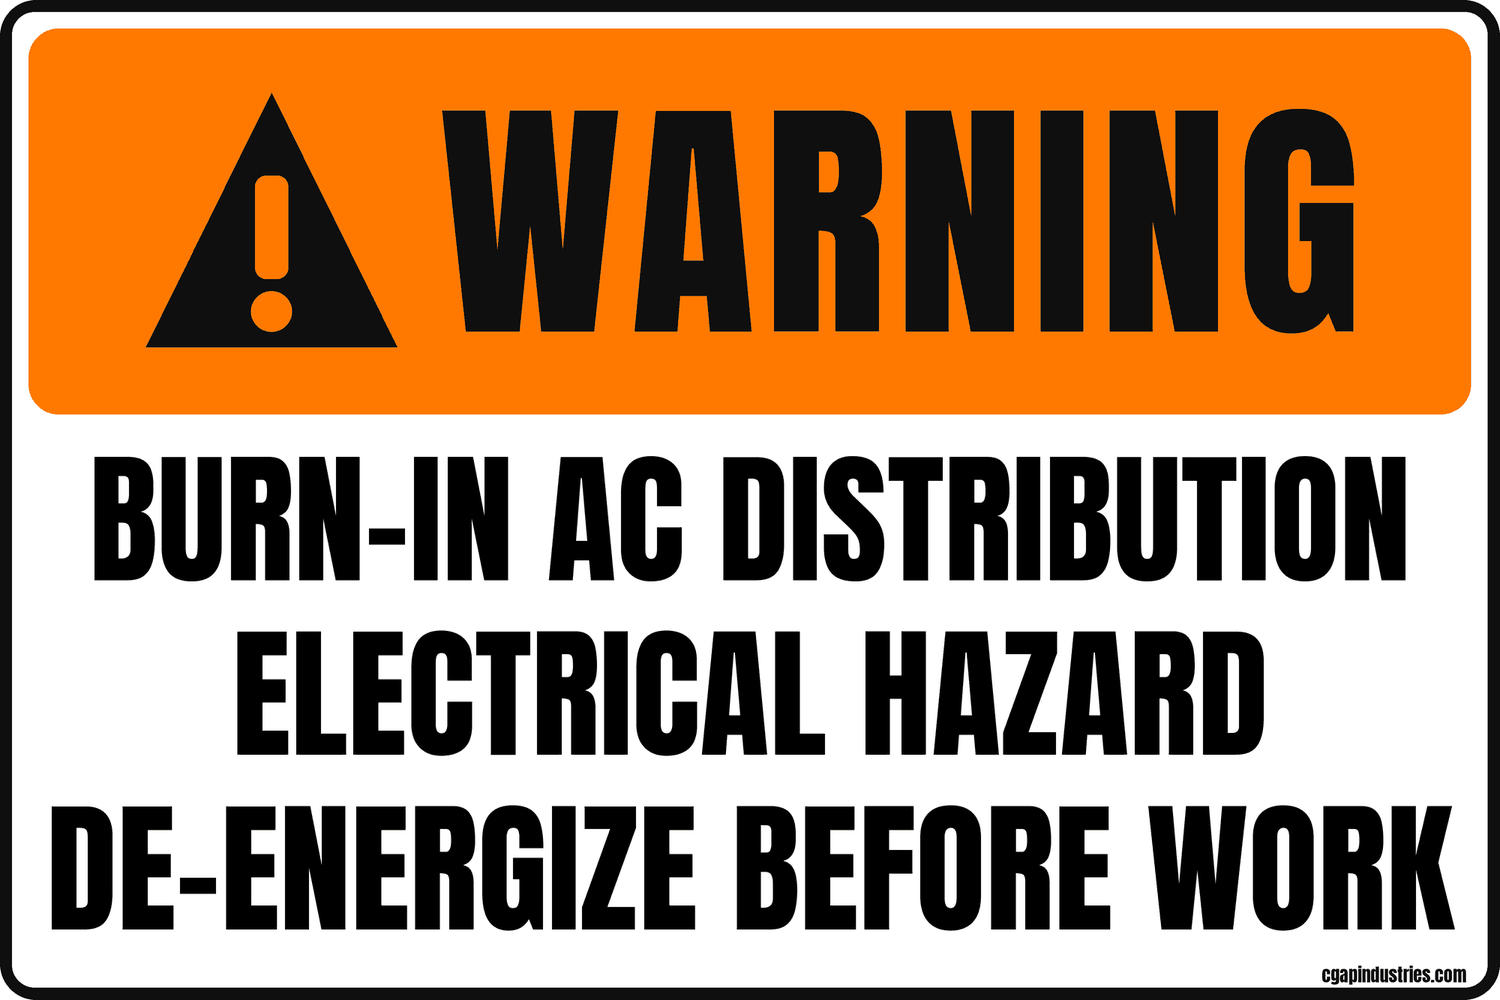 WARNING
BURN-IN AC DISTRIBUTION
ELECTRICAL HAZARD
DE-ENERGIZE BEFORE WORK
cgapindustries.com